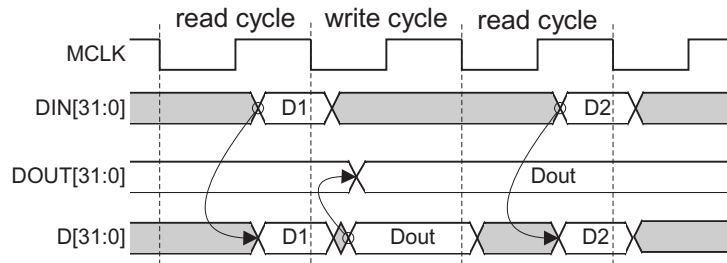 read cycle write cycle read cycle
MCLK
DIN[31:0] D1 D2
DOUT[31:0] Dout
D[31:0] D1 Dout D2